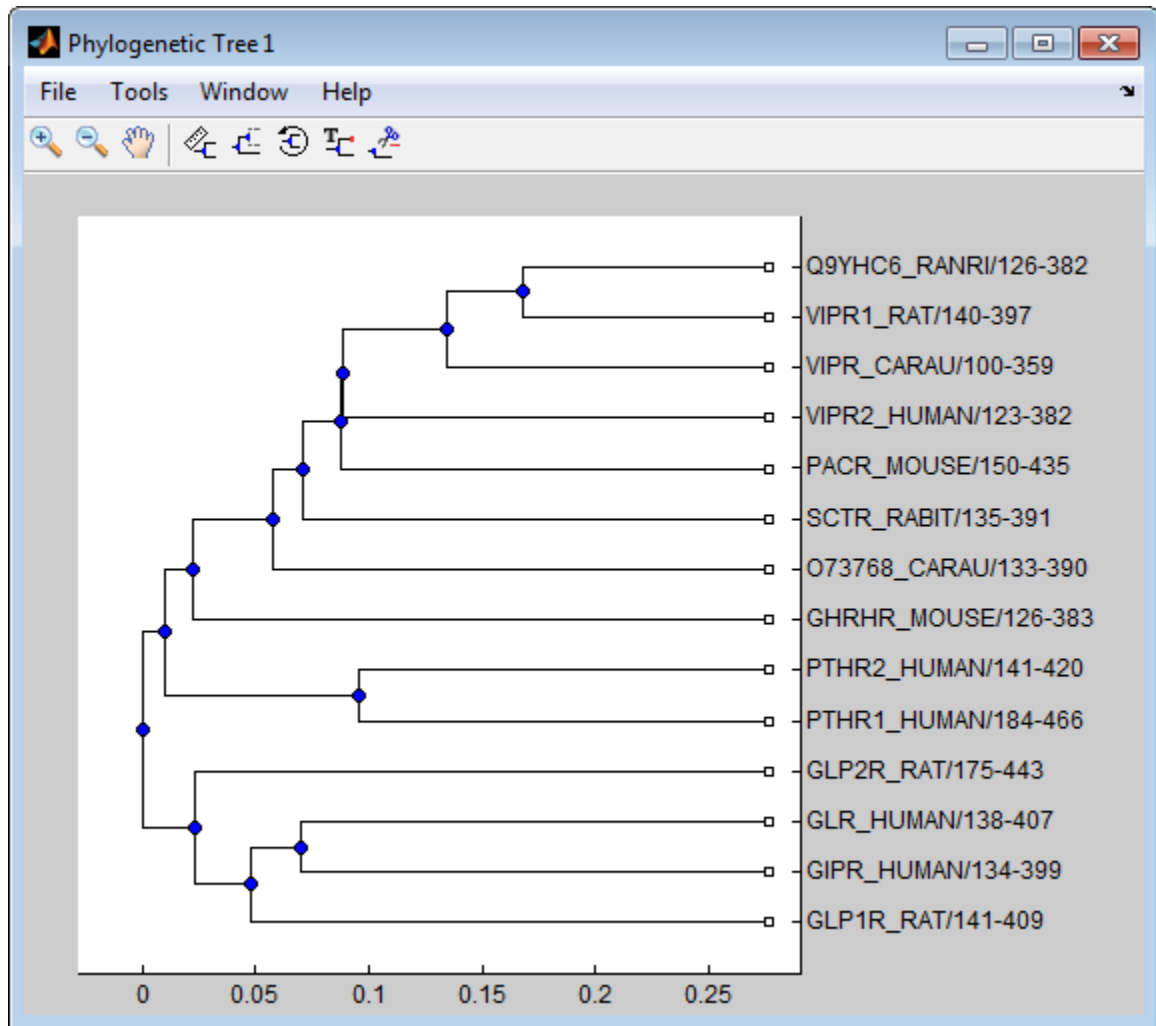 Phylogenetic Tree 1
File Tools Window Help
Q9YHC6_RANRI/126-382
VIPR1_RAT/140-397
VIPR_CARAU/100-359
VIPR2_HUMAN/123-382
PACR_MOUSE/150-435
SCTR_RABIT/135-391
O73768_CARAU/133-390
GHRHR_MOUSE/126-383
PTHR2_HUMAN/141-420
PTHR1_HUMAN/184-466
GLP2R_RAT/175-443
GLR_HUMAN/138-407
GIPR_HUMAN/134-399
GLP1R_RAT/141-409
0 0.05 0.1 0.15 0.2 0.25